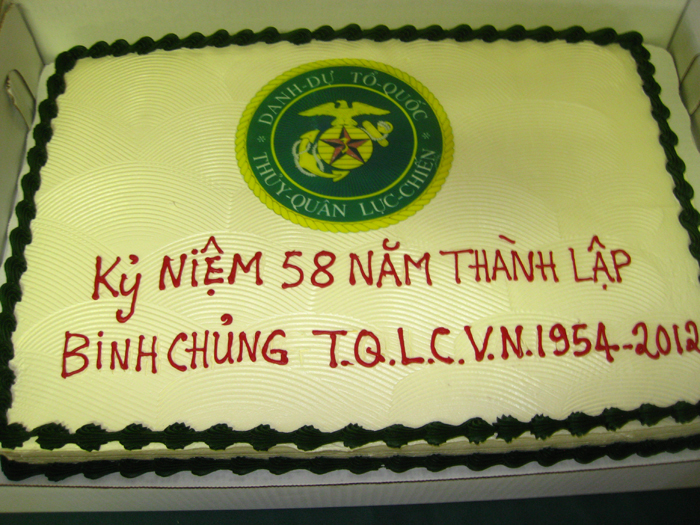 DANH-DỰ TỔ-QUỐC
THỦY-QUÂN LỤC-CHIẾN
Kỷ NiỆM 58 NĂM THÀNH LẬP
BiNH CHỦNG T.Q.L.C.V.N.1954-2012